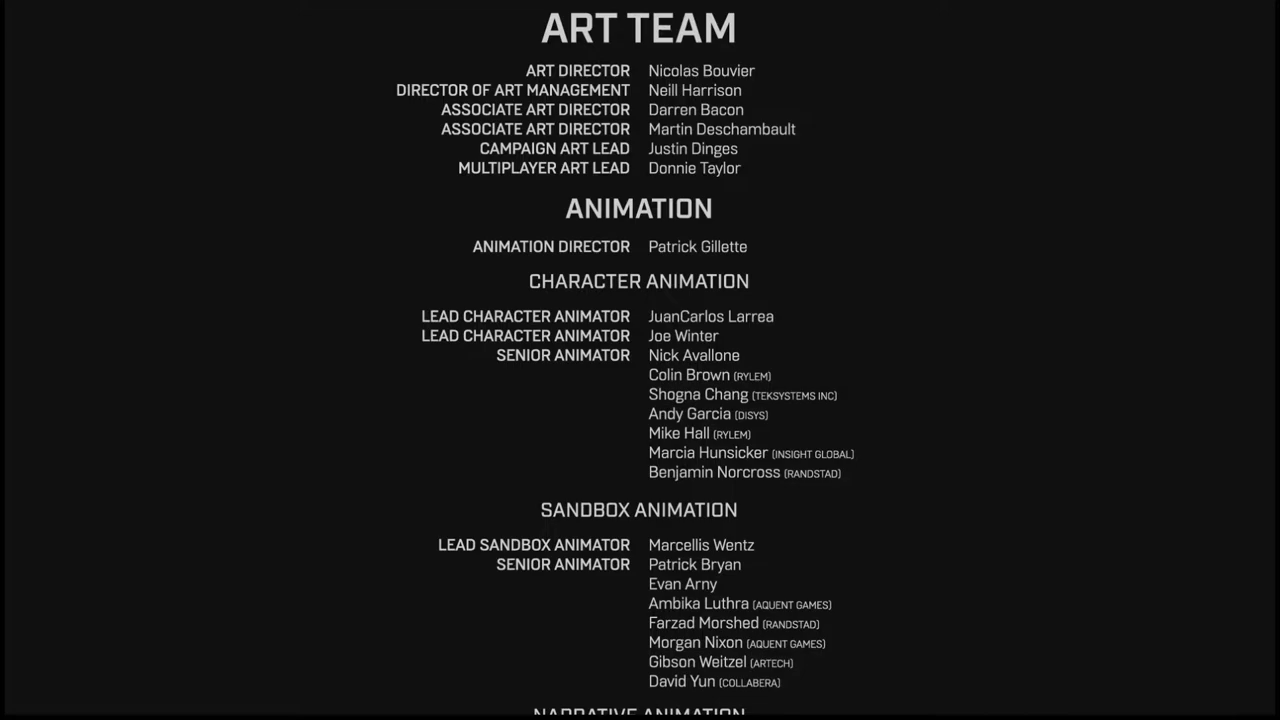 ART TEAM
ART DIRECTOR Nicolas Bouvier
DIRECTOR OF ART MANAGEMENT Neill Harrison
ASSOCIATE ART DIRECTOR Darren Bacon
ASSOCIATE ART DIRECTOR Martin Deschambault
CAMPAIGN ART LEAD Justin Dinges
MULTIPLAYER ART LEAD Donnie Taylor
ANIMATION
ANIMATION DIRECTOR Patrick Gillette
CHARACTER ANIMATION
LEAD CHARACTER ANIMATOR JuanCarlos Larrea
LEAD CHARACTER ANIMATOR Joe Winter
SENIOR ANIMATOR Nick Avallone
Colin Brown (RYLEM)
Shogna Chang (TEKSYSTEMS INC)
Andy Garcia (DISYS)
Mike Hall (RYLEM)
Marcia Hunsicker (INSIGHT GLOBAL)
Benjamin Norcross (RANDSTAD)
SANDBOX ANIMATION
LEAD SANDBOX ANIMATOR Marcellis Wentz
SENIOR ANIMATOR Patrick Bryan
Evan Arny
Ambika Luthra (AQUENT GAMES)
Farzad Morshed (RANDSTAD)
Morgan Nixon (AQUENT GAMES)
Gibson Weitzel (ARTECH)
David Yun (COLLABERA)
NARRATIVE ANIMATION